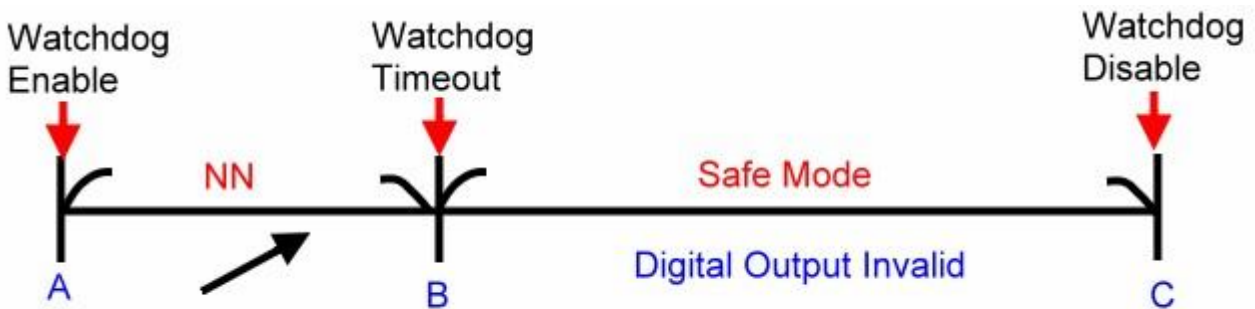 Watchdog
Enable
Watchdog
Timeout
Watchdog
Disable
NN
Safe Mode
Digital Output Invalid
A
B
C